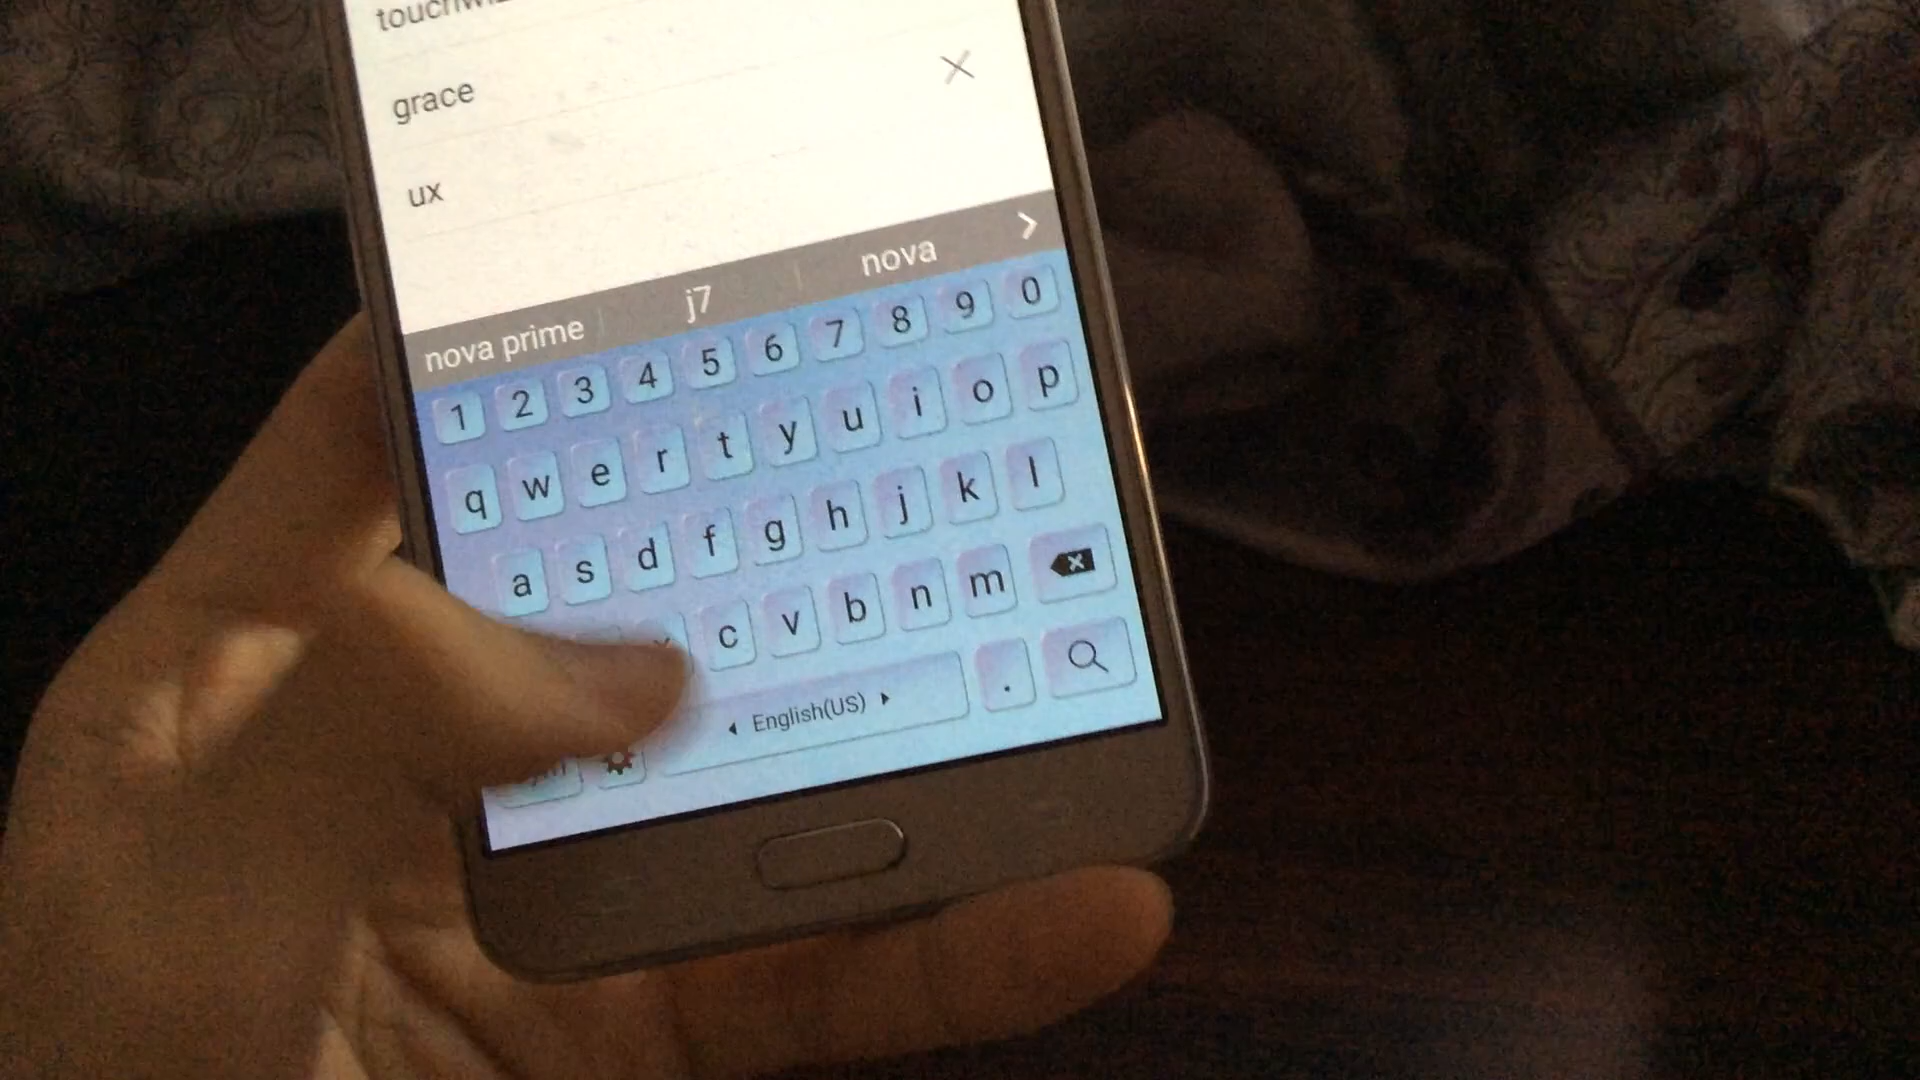 grace
ux
nova prime j7 nova
1 2 3 4 5 6 7 8 9 0
q w e r t y u i o p
a s d f g h j k l
c v b n m
English(US) .